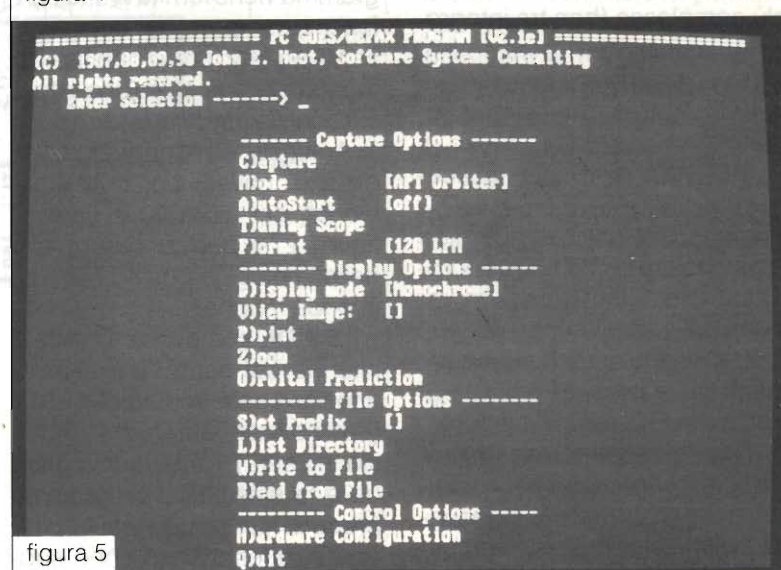 ============================ PC GOES/WEFAX PROGRAM [V2.1c] ========================
(C) 1987,88,89,90 John E. Hoot, Software Systems Consulting
All rights reserved.
Enter Selection -------> _
------- Capture Options -------
C)apture
M)ode [APT Orbiter]
A)utoStart [off]
T)uning Scope
F)ormat [120 LPM
-------- Display Options ------
D)isplay mode [Monochrome]
V)iew Image: []
P)rint
Z)oom
O)rbital Prediction
--------- File Options --------
S)et Prefix []
L)ist Directory
W)rite to File
R)ead from File
--------- Control Options -----
H)ardware Configuration
Q)uit
figura 5